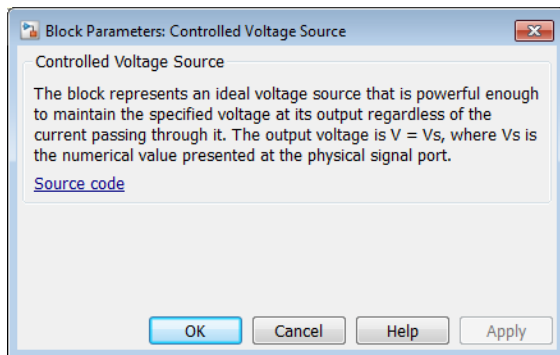 Block Parameters: Controlled Voltage Source
Controlled Voltage Source
The block represents an ideal voltage source that is powerful enough
to maintain the specified voltage at its output regardless of the
current passing through it. The output voltage is V = Vs, where Vs is
the numerical value presented at the physical signal port.
Source code
OK Cancel Help Apply